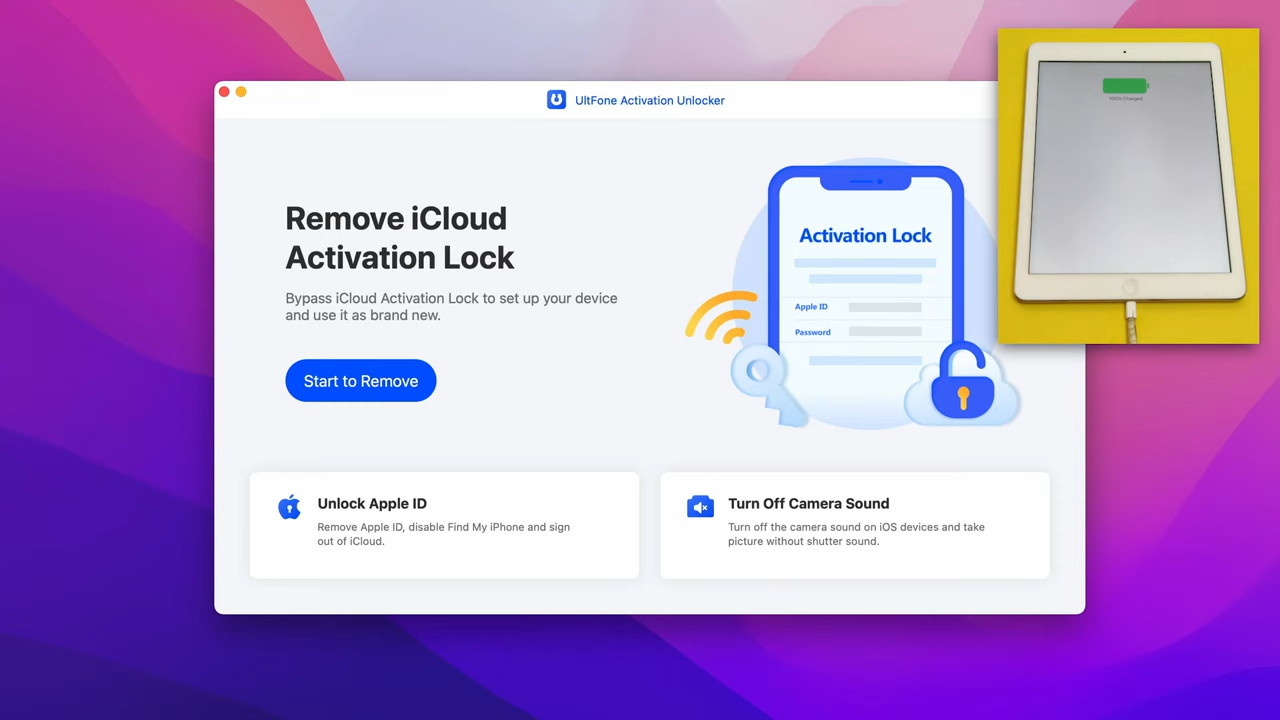 UltFone Activation Unlocker
Remove iCloud
Activation Lock
Bypass iCloud Activation Lock to set up your device
and use it as brand new.
Start to Remove
Activation Lock
Apple ID
Password
100% Charged
Unlock Apple ID
Remove Apple ID, disable Find My iPhone and sign
out of iCloud.
Turn Off Camera Sound
Turn off the camera sound on iOS devices and take
picture without shutter sound.